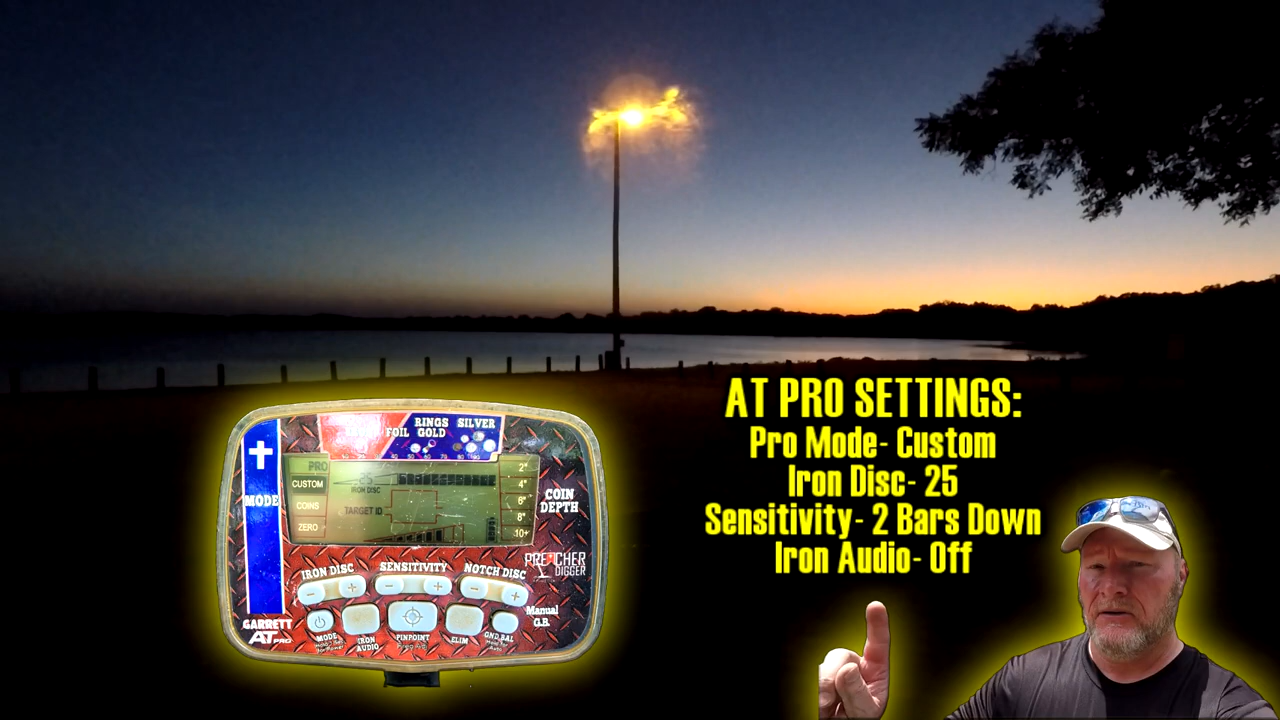 AT PRO SETTINGS:
Pro Mode- Custom
Iron Disc- 25
Sensitivity- 2 Bars Down
Iron Audio- Off
FOIL
RINGS
GOLD
SILVER
MODE
PRO
CUSTOM
COINS
ZERO
25
IRON DISC
TARGET ID
2"
4"
6"
8"
10+
COIN
DEPTH
DIGGER
IRON DISC
SENSITIVITY
NOTCH DISC
Manual
G.B.
GARRETT
AT PRO
MODE
IRON
AUDIO
PINPOINT
ELIM
GND BAL